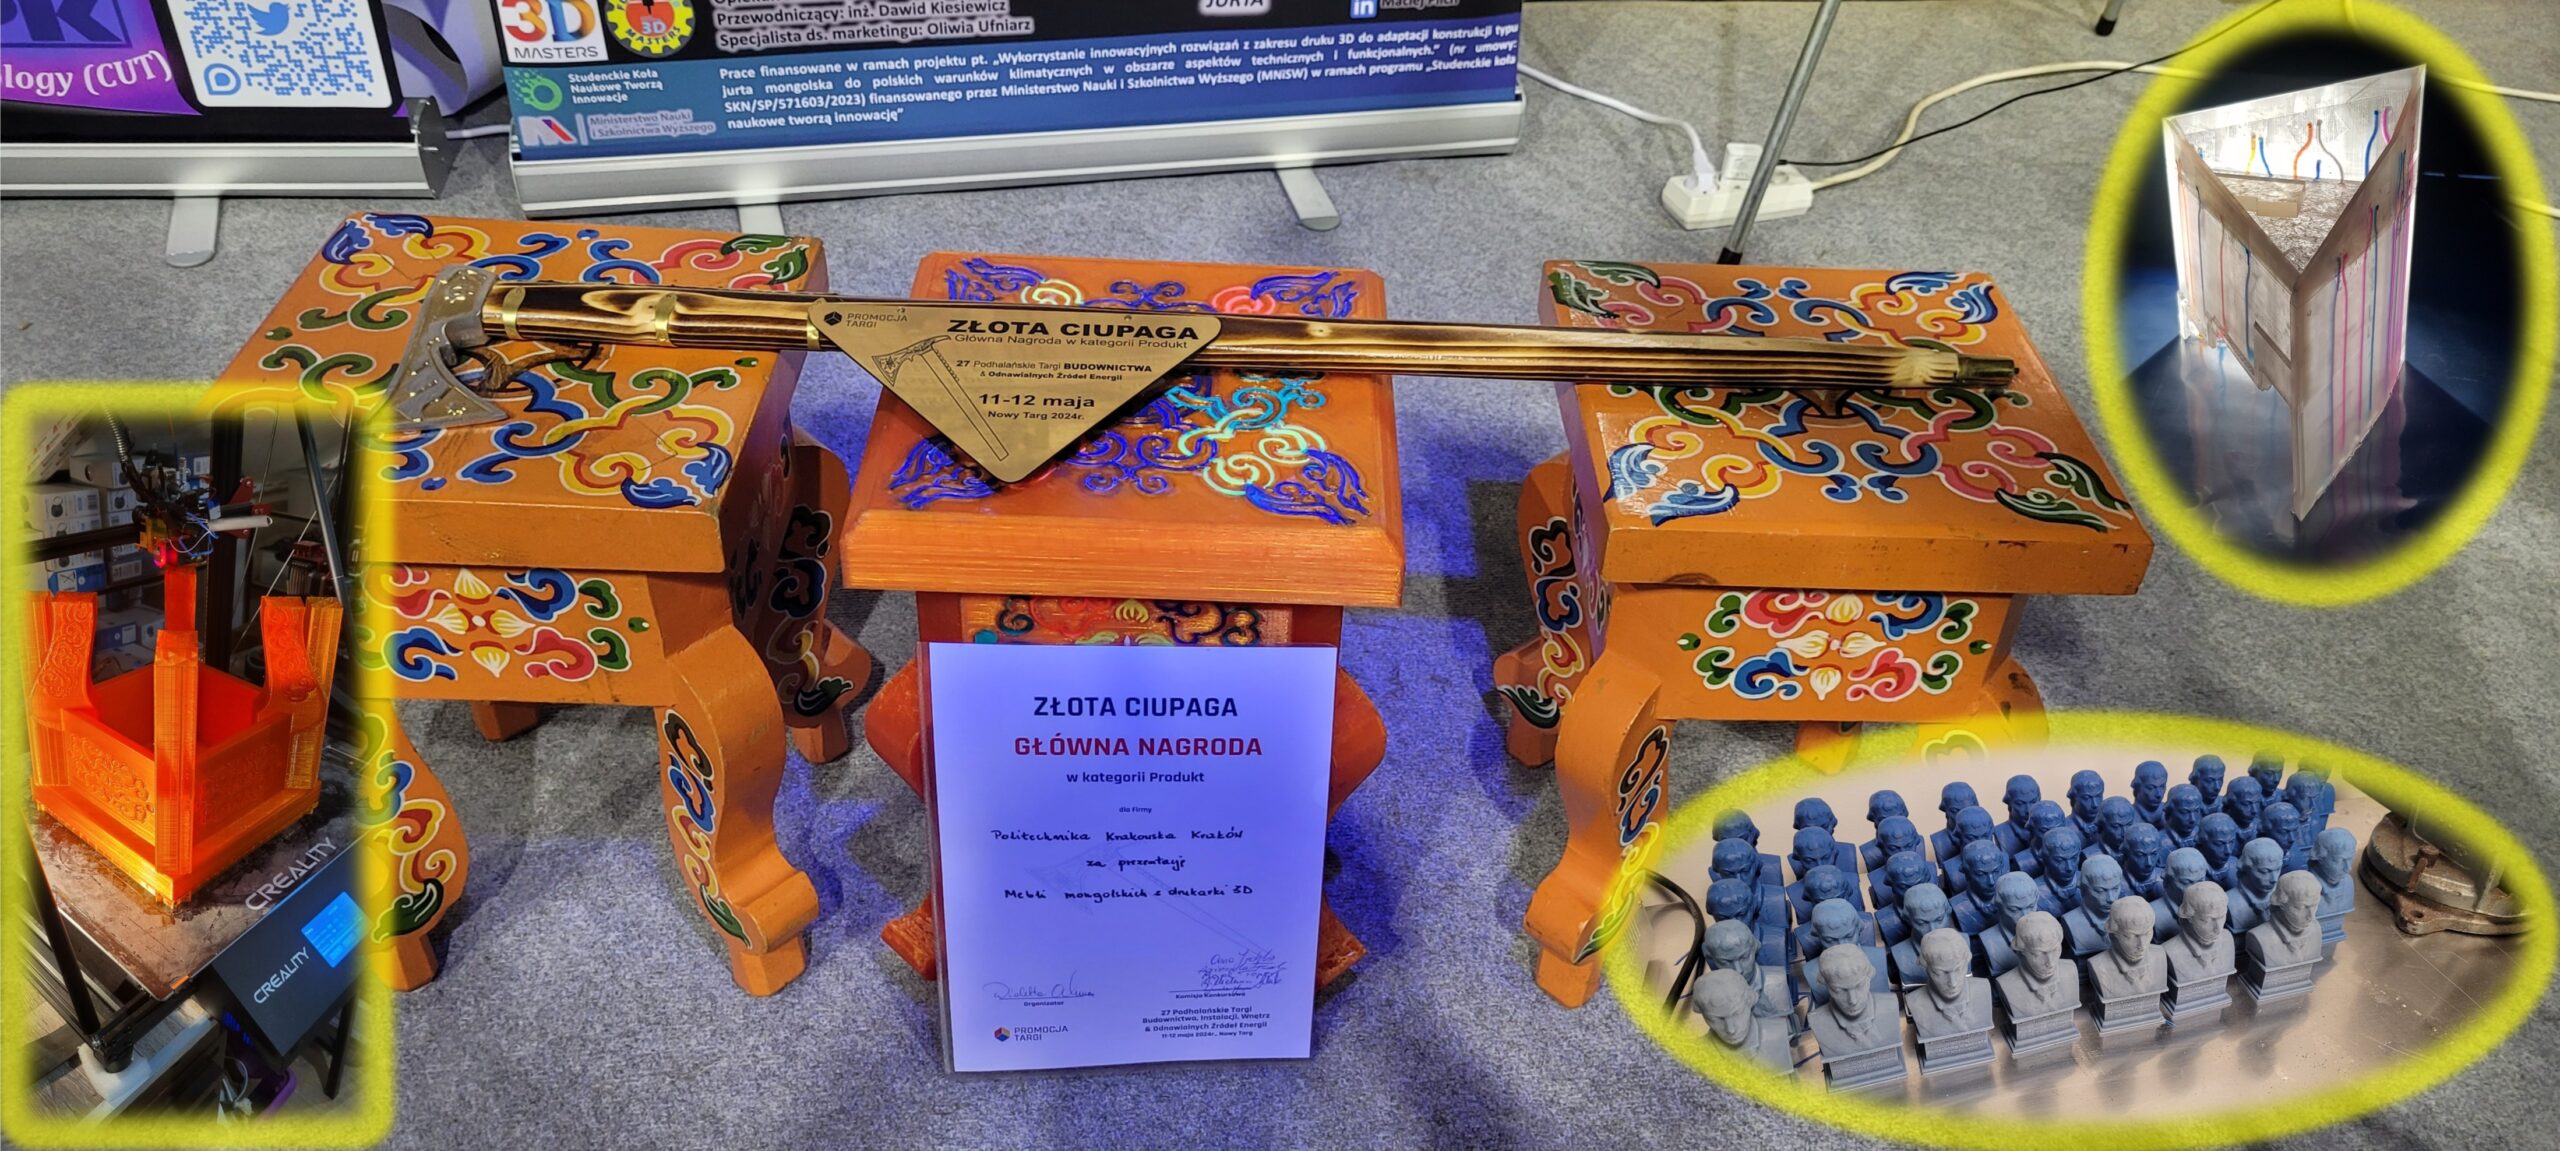 PK
ology (CUT)
3D
MASTERS
3D
MASTERS
Przewodniczący: inż. Dawid Kiesiewicz
Specjalista ds. marketingu: Oliwia Ufniarz
JURTA
in
Studenckie Koła
Naukowe Tworzą
Innowacje
Ministerstwo Nauki
i Szkolnictwa Wyższego
Prace finansowane w ramach projektu pt. „Wykorzystanie innowacyjnych rozwiązań z zakresu druku 3D do adaptacji konstrukcji typu
jurta mongolska do polskich warunków klimatycznych w obszarze aspektów technicznych i funkcjonalnych.” (nr umowy:
SKN/SP/571603/2023) finansowanego przez Ministerstwo Nauki i Szkolnictwa Wyższego (MNiSW) w ramach programu „Studenckie koła
naukowe tworzą innowację”
PROMOCJA
TARGI
ZŁOTA CIUPAGA
Główna Nagroda w kategorii Produkt
27 Podhalańskie Targi BUDOWNICTWA
& Odnawialnych Źródeł Energii
11-12 maja
Nowy Targ 2024r.
ZŁOTA CIUPAGA
GŁÓWNA NAGRODA
w kategorii Produkt
dla Firmy
Politechnika Krakowska Kraków
za prezentację
Mebli mongolskich z drukarki 3D
Organizator
Komisja Konkursowa
PROMOCJA
TARGI
27 Podhalańskie Targi
Budownictwa, Instalacji, Wnętrz
& Odnawialnych Źródeł Energii
11-12 maja 2024r., Nowy Targ
CREALITY
CREALITY